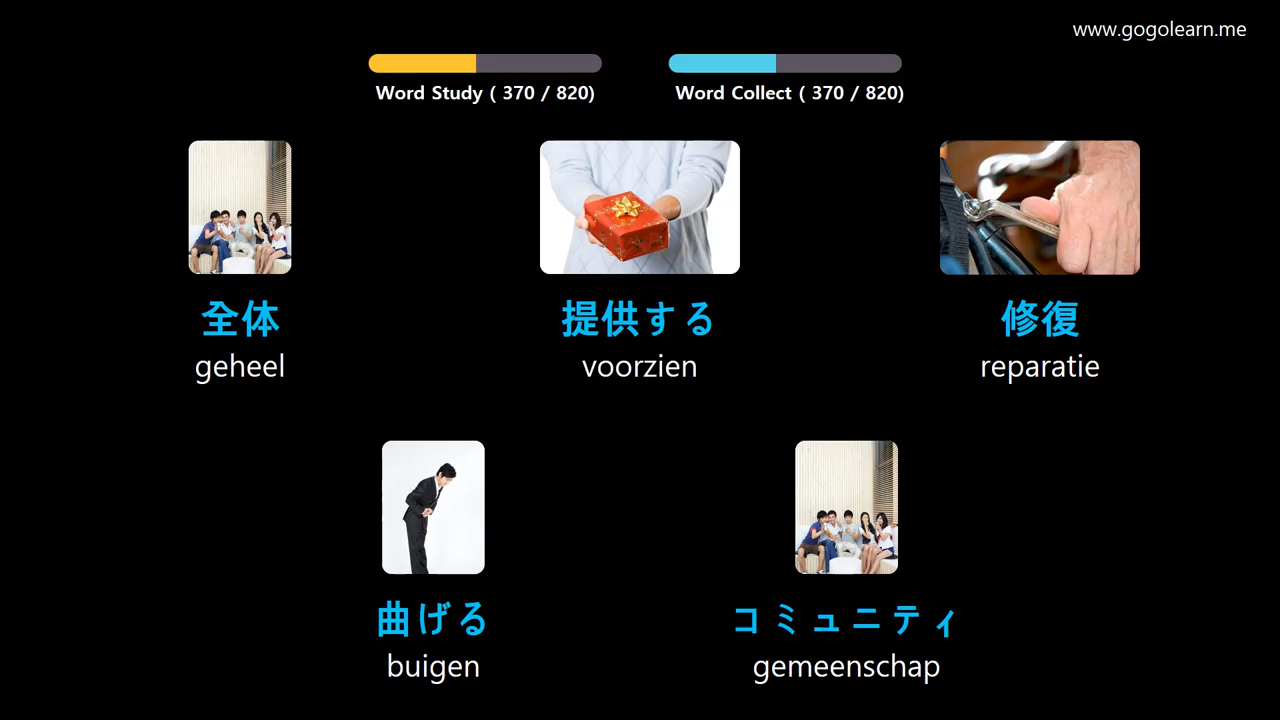 www.gogolearn.me
Word Study ( 370 / 820)
Word Collect ( 370 / 820)
全体
geheel
提供する
voorzien
修復
reparatie
曲げる
buigen
コミュニティ
gemeenschap